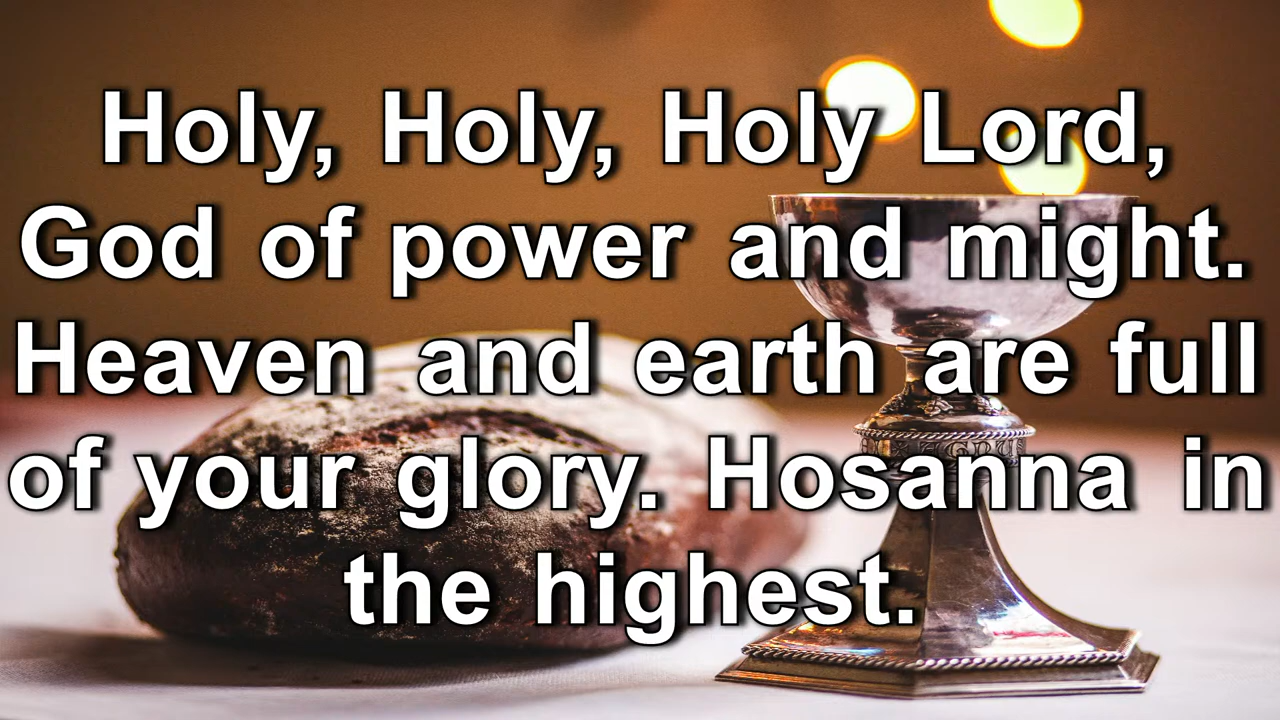 Holy, Holy, Holy Lord,
God of power and might.
Heaven and earth are full
of your glory. Hosanna in
the highest.